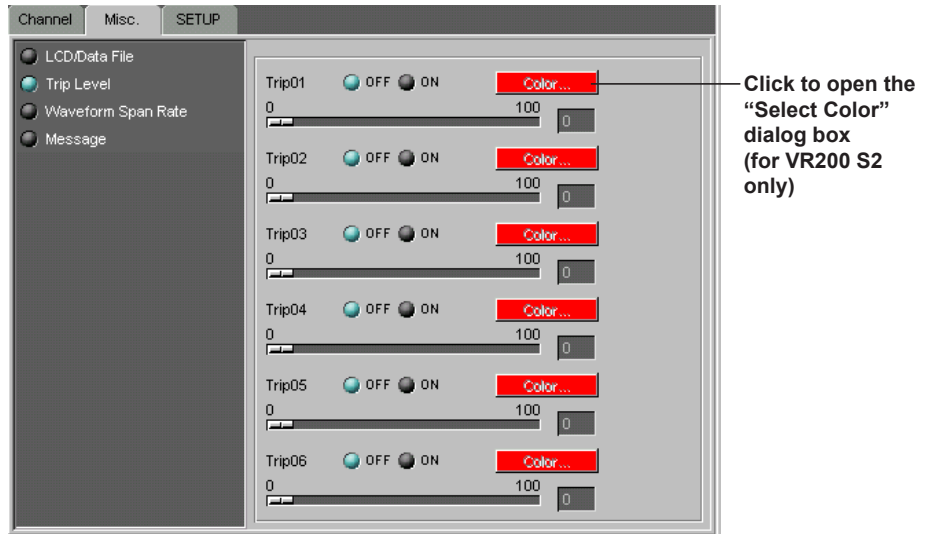 Channel Misc. SETUP
LCD/Data File
Trip Level
Waveform Span Rate
Message
Trip01 OFF ON Color...
0 100
0
Trip02 OFF ON Color...
0 100
0
Trip03 OFF ON Color...
0 100
0
Trip04 OFF ON Color...
0 100
0
Trip05 OFF ON Color...
0 100
0
Trip06 OFF ON Color...
0 100
0
Click to open the
“Select Color”
dialog box
(for VR200 S2
only)